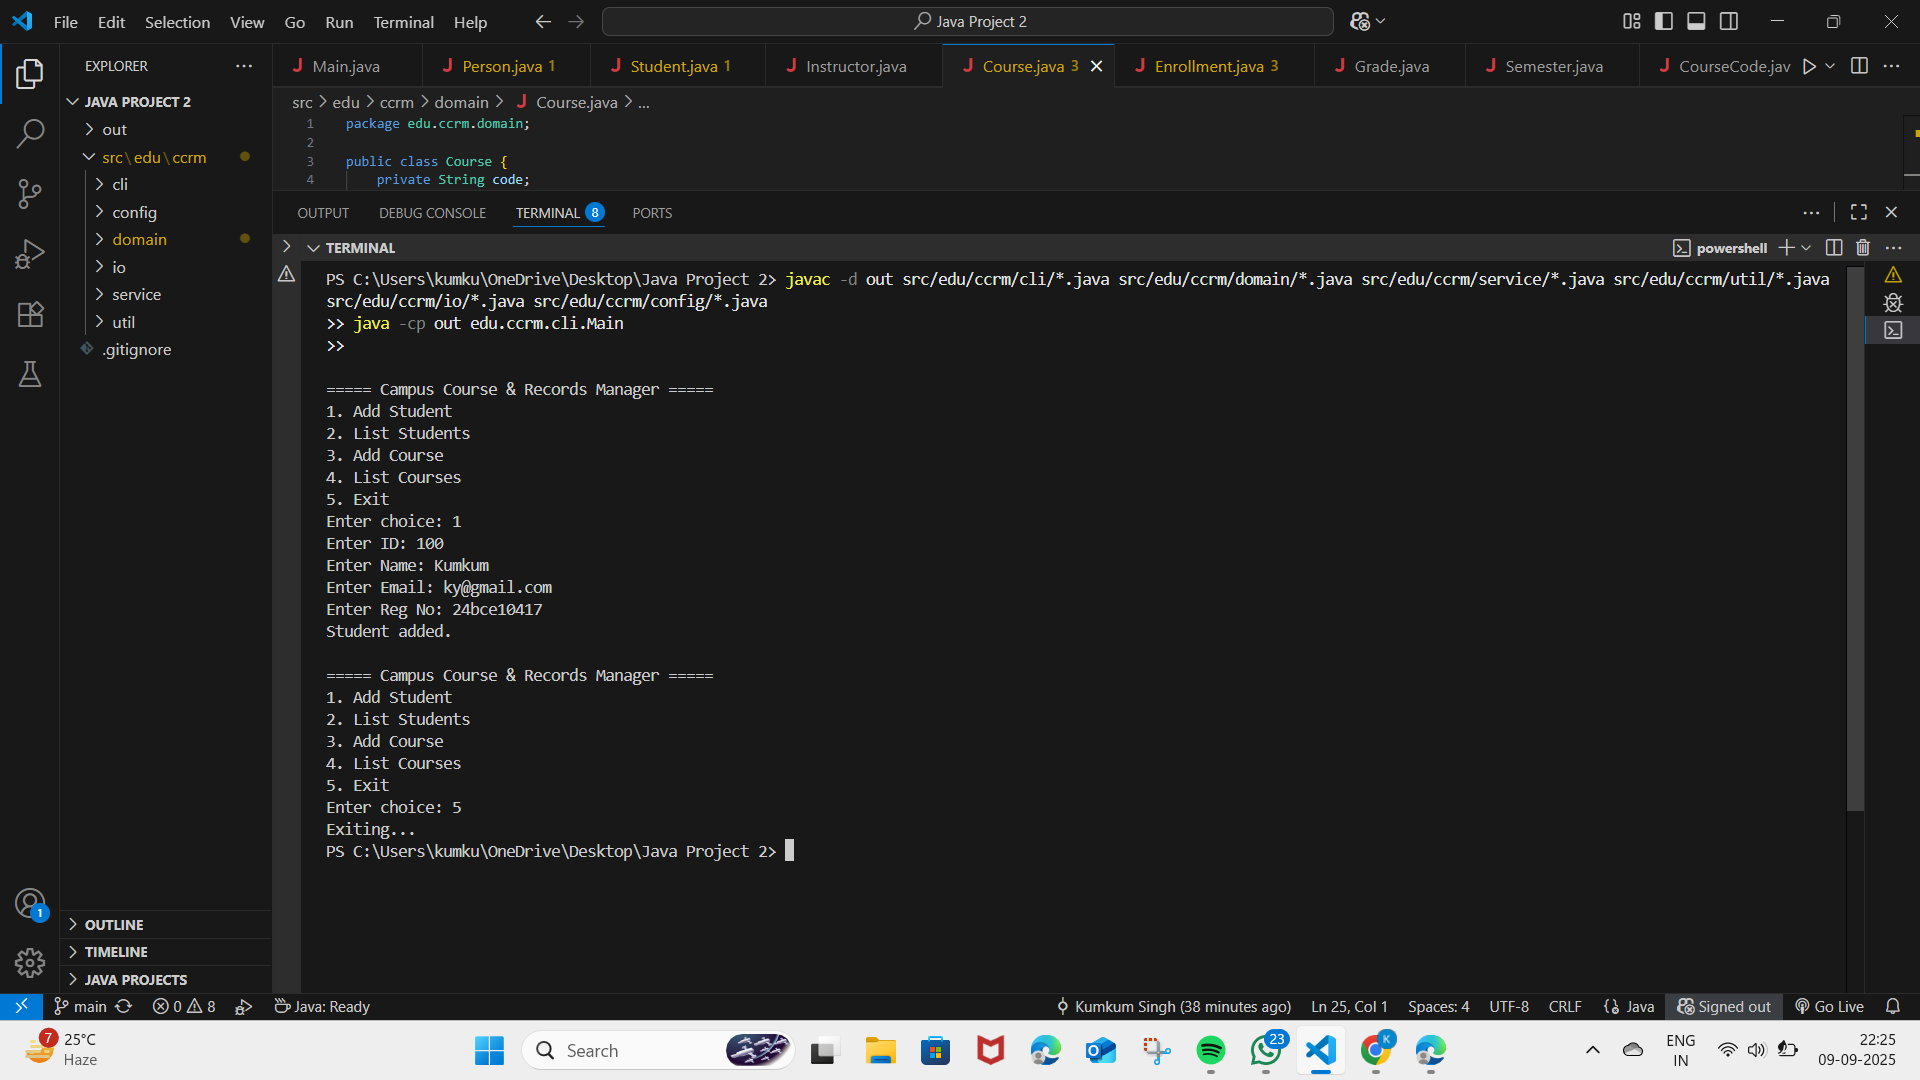 File Edit Selection View Go Run Terminal Help
Java Project 2
EXPLORER
JAVA PROJECT 2
out
src\edu\ccrm
cli
config
domain
io
service
util
.gitignore
OUTLINE
TIMELINE
JAVA PROJECTS
Main.java
Person.java 1
Student.java 1
Instructor.java
Course.java 3
Enrollment.java 3
Grade.java
Semester.java
CourseCode.jav
src > edu > ccrm > domain > Course.java > ...
1 package edu.ccrm.domain;
2
3 public class Course {
4 private String code;
OUTPUT DEBUG CONSOLE TERMINAL 8 PORTS
TERMINAL
powershell
PS C:\Users\kumku\OneDrive\Desktop\Java Project 2> javac -d out src/edu/ccrm/cli/*.java src/edu/ccrm/domain/*.java src/edu/ccrm/service/*.java src/edu/ccrm/util/*.java
src/edu/ccrm/io/*.java src/edu/ccrm/config/*.java
>> java -cp out edu.ccrm.cli.Main
>>
===== Campus Course & Records Manager =====
1. Add Student
2. List Students
3. Add Course
4. List Courses
5. Exit
Enter choice: 1
Enter ID: 100
Enter Name: Kumkum
Enter Email: ky@gmail.com
Enter Reg No: 24bce10417
Student added.
===== Campus Course & Records Manager =====
1. Add Student
2. List Students
3. Add Course
4. List Courses
5. Exit
Enter choice: 5
Exiting...
PS C:\Users\kumku\OneDrive\Desktop\Java Project 2>
1
main 0 8 Java: Ready
Kumkum Singh (38 minutes ago) Ln 25, Col 1 Spaces: 4 UTF-8 CRLF Java Signed out Go Live
7
25°C
Haze
Search
23
K
ENG
IN
22:25
09-09-2025